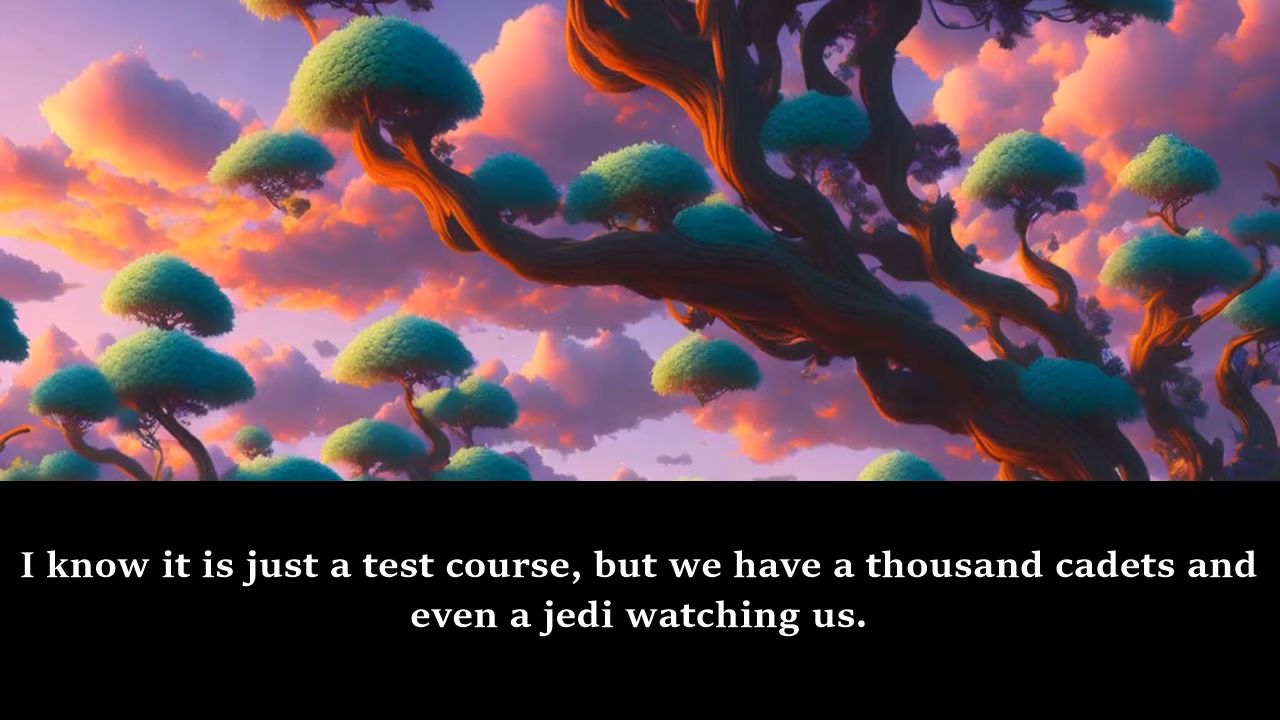 I know it is just a test course, but we have a thousand cadets and
even a jedi watching us.